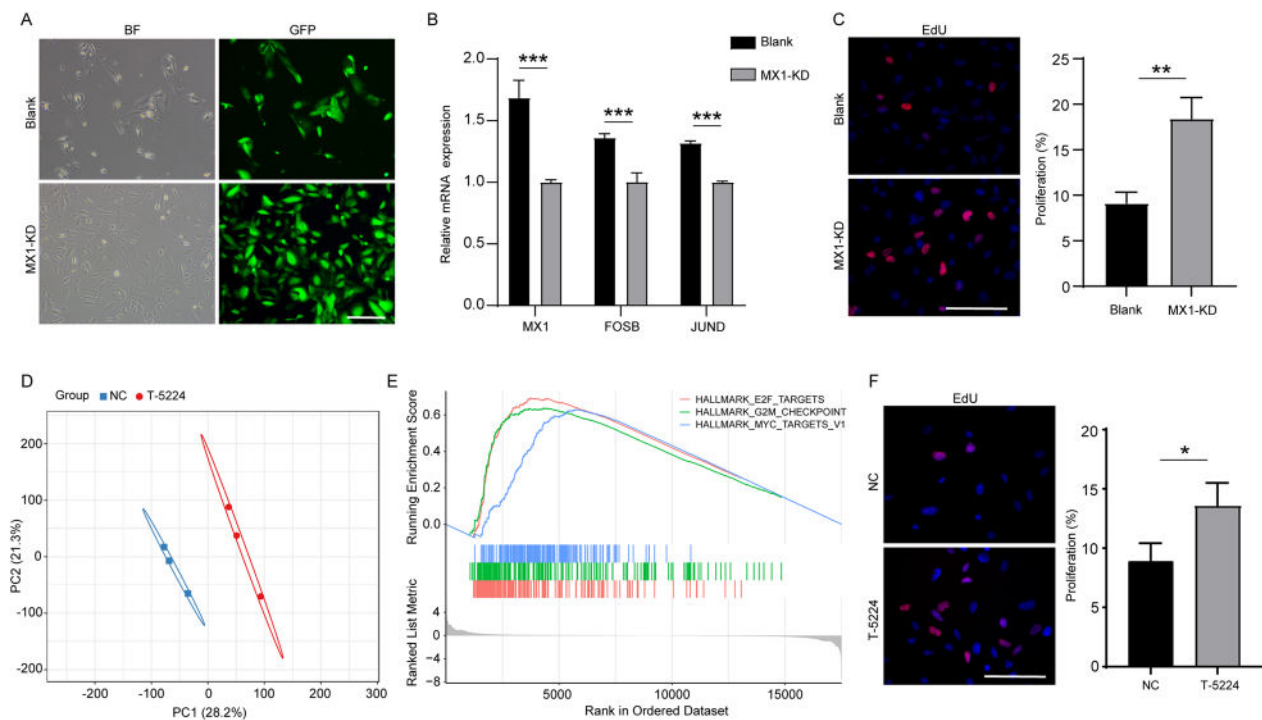 A
BF
GFP
Blank
MX1-KD
B
Relative mRNA expression
2.0
1.5
1.0
0.5
0.0
***
***
***
MX1
FOSB
JUND
Blank
MX1-KD
C
EdU
Blank
MX1-KD
Proliferation (%)
25
20
15
10
5
0
**
Blank
MX1-KD
D
Group
NC
T-5224
PC2 (21.3%)
200
100
0
-100
-200
-200
-100
0
100
200
300
PC1 (28.2%)
E
Running Enrichment Score
0.6
0.4
0.2
0.0
HALLMARK_E2F_TARGETS
HALLMARK_G2M_CHECKPOINT
HALLMARK_MYC_TARGETS_V1
Ranked List Metric
4
0
−4
−8
5000
10000
15000
Rank in Ordered Dataset
F
EdU
NC
T-5224
Proliferation (%)
20
15
10
5
0
*
NC
T-5224